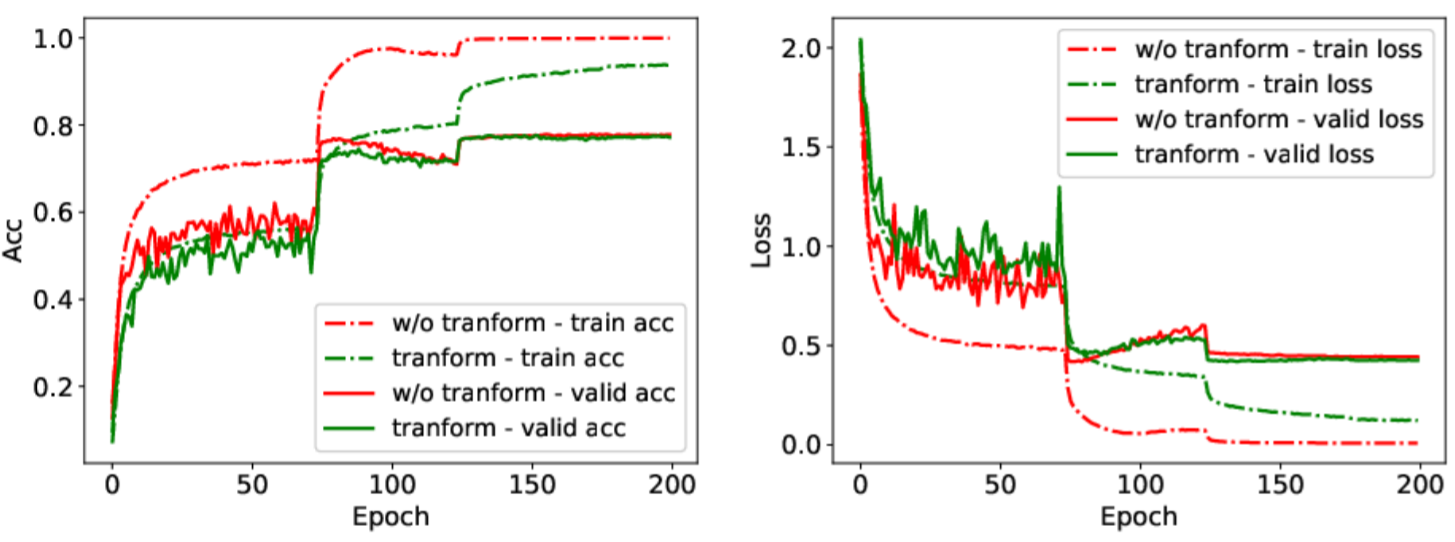 1.0
0.8
0.6
0.4
0.2
Acc
w/o tranform - train acc
tranform - train acc
w/o tranform - valid acc
tranform - valid acc
0 50 100 150 200
Epoch
2.0
1.5
1.0
0.5
0.0
Loss
w/o tranform - train loss
tranform - train loss
w/o tranform - valid loss
tranform - valid loss
0 50 100 150 200
Epoch